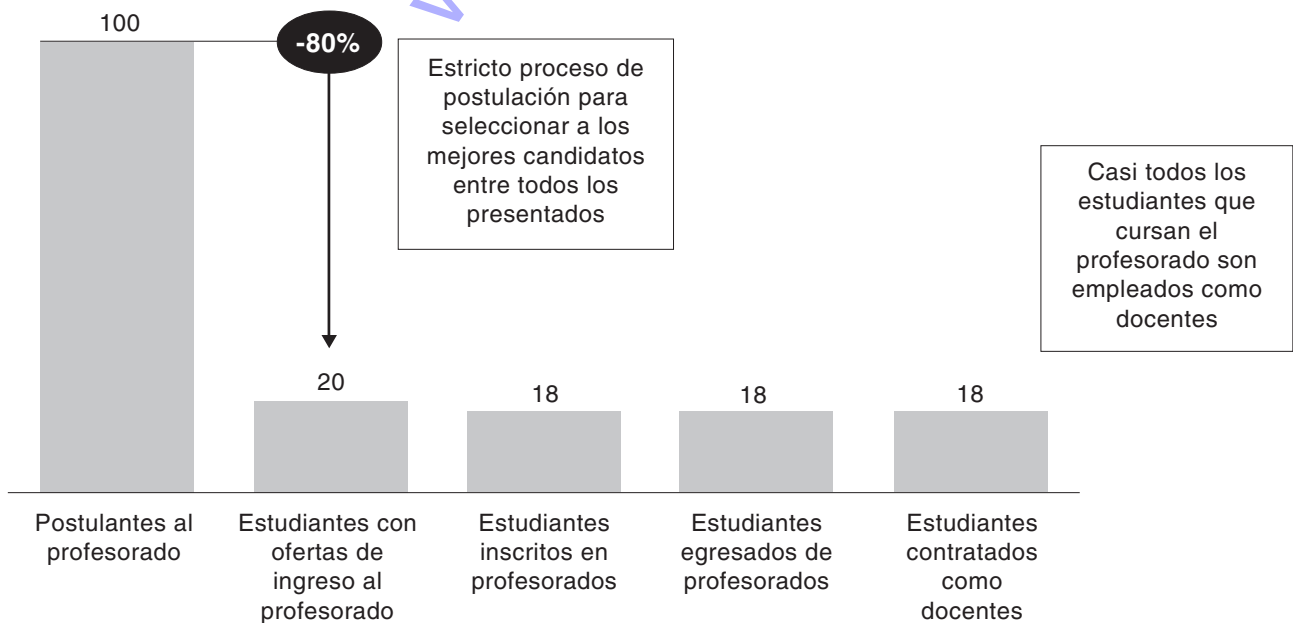 100
-80%
Estricto proceso de
postulación para
seleccionar a los
mejores candidatos
entre todos los
presentados
Casi todos los
estudiantes que
cursan el
profesorado son
empleados como
docentes
20
18
18
18
Postulantes al
profesorado
Estudiantes con
ofertas de
ingreso al
profesorado
Estudiantes
inscritos en
profesorados
Estudiantes
egresados de
profesorados
Estudiantes
contratados
como
docentes